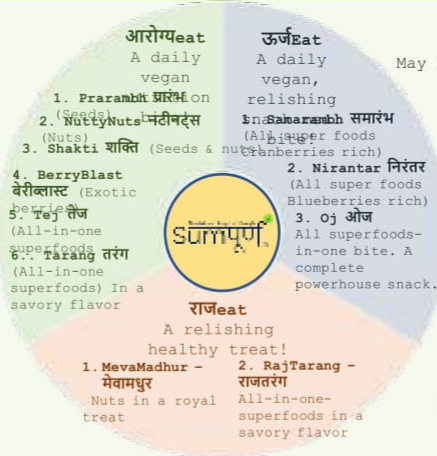 आरोग्यeat
A daily
vegan
nutrition
1. Prarambh प्रारंभ
(Seeds)
2. NuttyNuts नंटीनट्स
(Nuts)
3. Shakti शक्ति (Seeds & nuts)
4. BerryBlast
बेरीब्लास्ट (Exotic
berries)
5. Tej तेज
(All-in-one
superfoods
6.. Tarang तरंग
(All-in-one
superfoods) In a
savory flavor
ऊर्जEat
A daily
vegan,
relishing
snack
bite!
1. Samarambh समारंभ
(All super foods
Cranberries rich)
2. Nirantar निरंतर
(All super foods
Blueberries rich)
3. Oj ओज
All superfoods-
in-one bite. A
complete
powerhouse snack.
May
sumपूर्ण
राजeat
A relishing
healthy treat!
1. MevaMadhur –
मेवामधुर
Nuts in a royal
treat
2. RajTarang –
राजतरंग
All-in-one-
superfoods in a
savory flavor